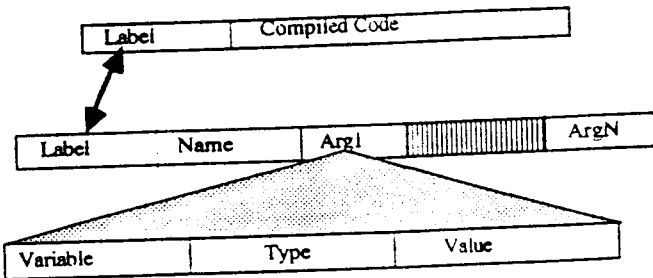 Label Compiled Code
Label Name Arg1 ArgN
Variable Type Value